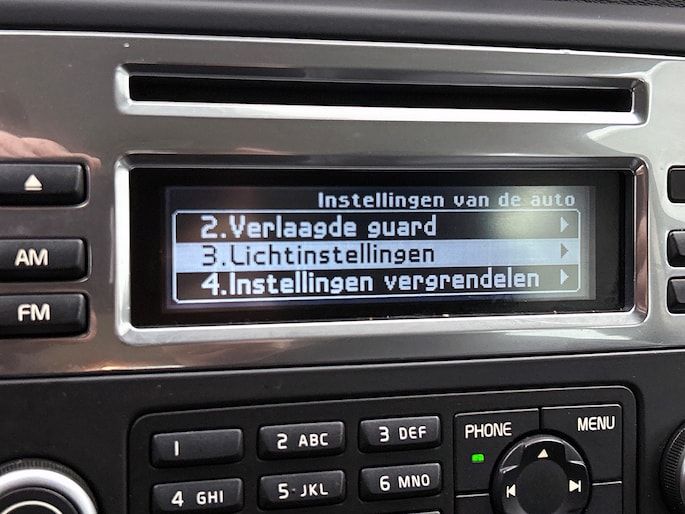 Instellingen van de auto
2.Verlaagde guard
3.Lichtinstellingen
4.Instellingen vergrendelen
AM
FM
1
2 ABC
3 DEF
PHONE
MENU
4 GHI
5 JKL
6 MNO